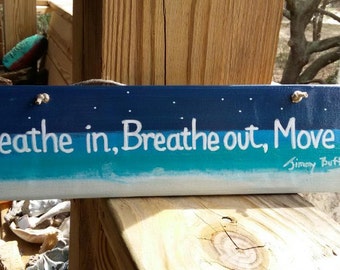 eathe in, Breathe out, Move
Jimmy Buff